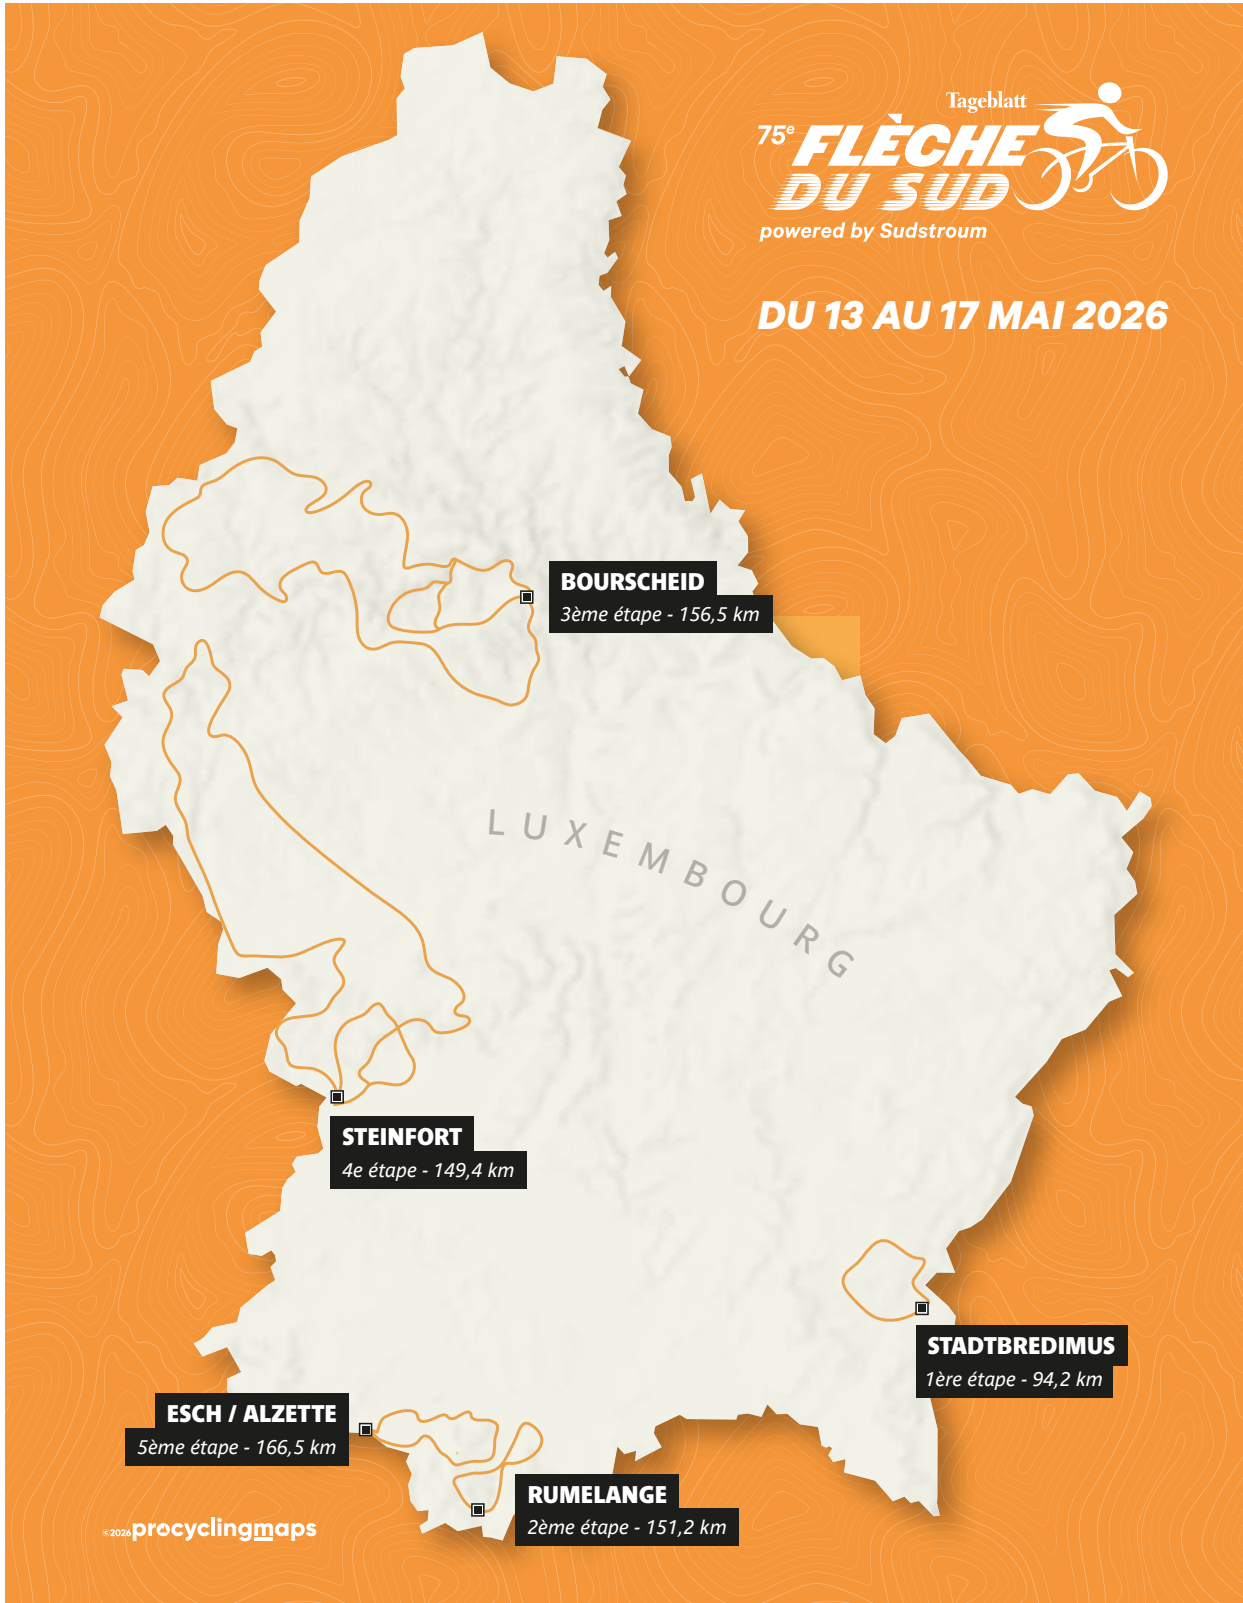 Tageblatt
75e FLÈCHE
DU SUD
powered by Sudstroum
DU 13 AU 17 MAI 2026
BOURSCHEID
3ème étape - 156,5 km
LUXEMBOURG
STEINFORT
4e étape - 149,4 km
STADTBREDIMUS
1ère étape - 94,2 km
ESCH / ALZETTE
5ème étape - 166,5 km
RUMELANGE
2ème étape - 151,2 km
©2026 procyclingmaps